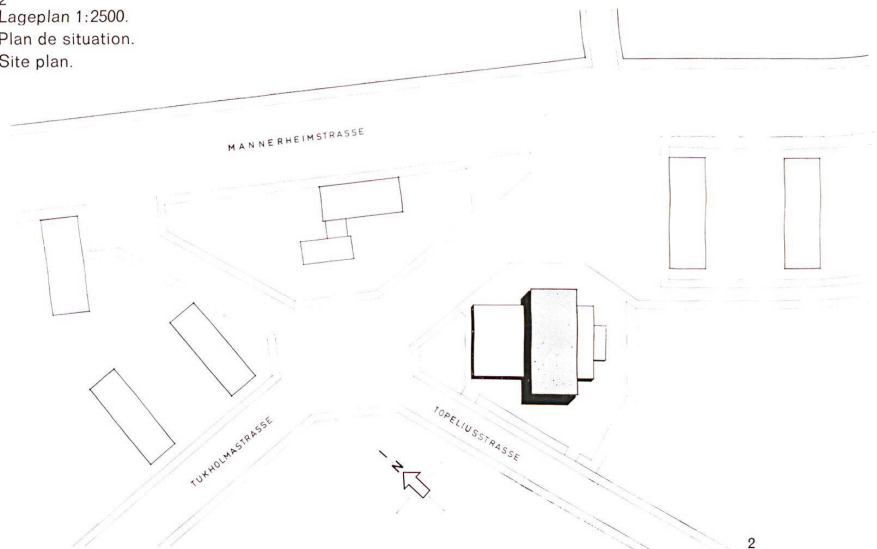 2
Lageplan 1:2500.
Plan de situation.
Site plan.
MANNERHEIMSTRASSE
TUKHOLMASTRASSE
TOPELIUSSTRASSE
N
2